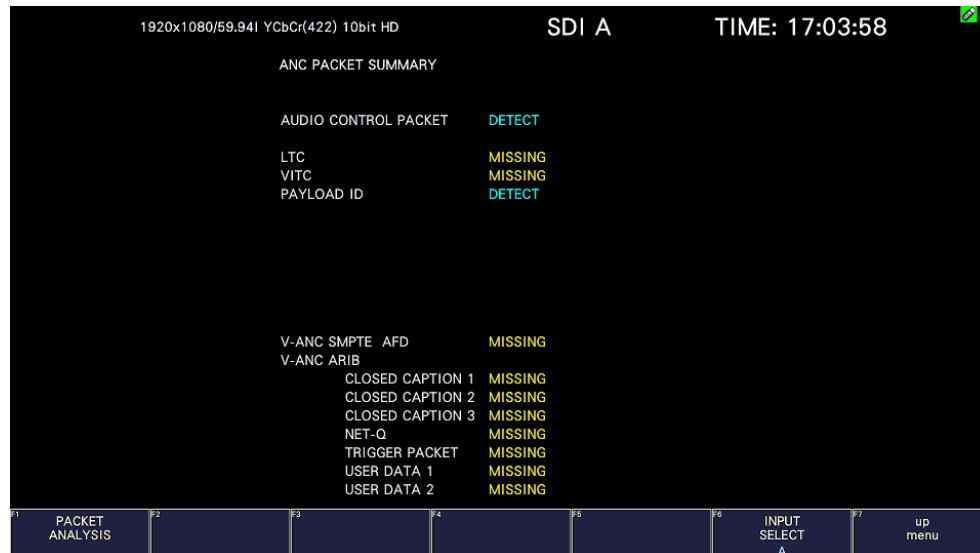 1920x1080/59.94I YCbCr(422) 10bit HD SDI A TIME: 17:03:58
ANC PACKET SUMMARY
AUDIO CONTROL PACKET DETECT
LTC MISSING
VITC MISSING
PAYLOAD ID DETECT
V-ANC SMPTE AFD MISSING
V-ANC ARIB
CLOSED CAPTION 1 MISSING
CLOSED CAPTION 2 MISSING
CLOSED CAPTION 3 MISSING
NET-Q MISSING
TRIGGER PACKET MISSING
USER DATA 1 MISSING
USER DATA 2 MISSING
F1 PACKET F2 F3 F4 F5 F6 INPUT F7 up
ANALYSIS SELECT menu
A